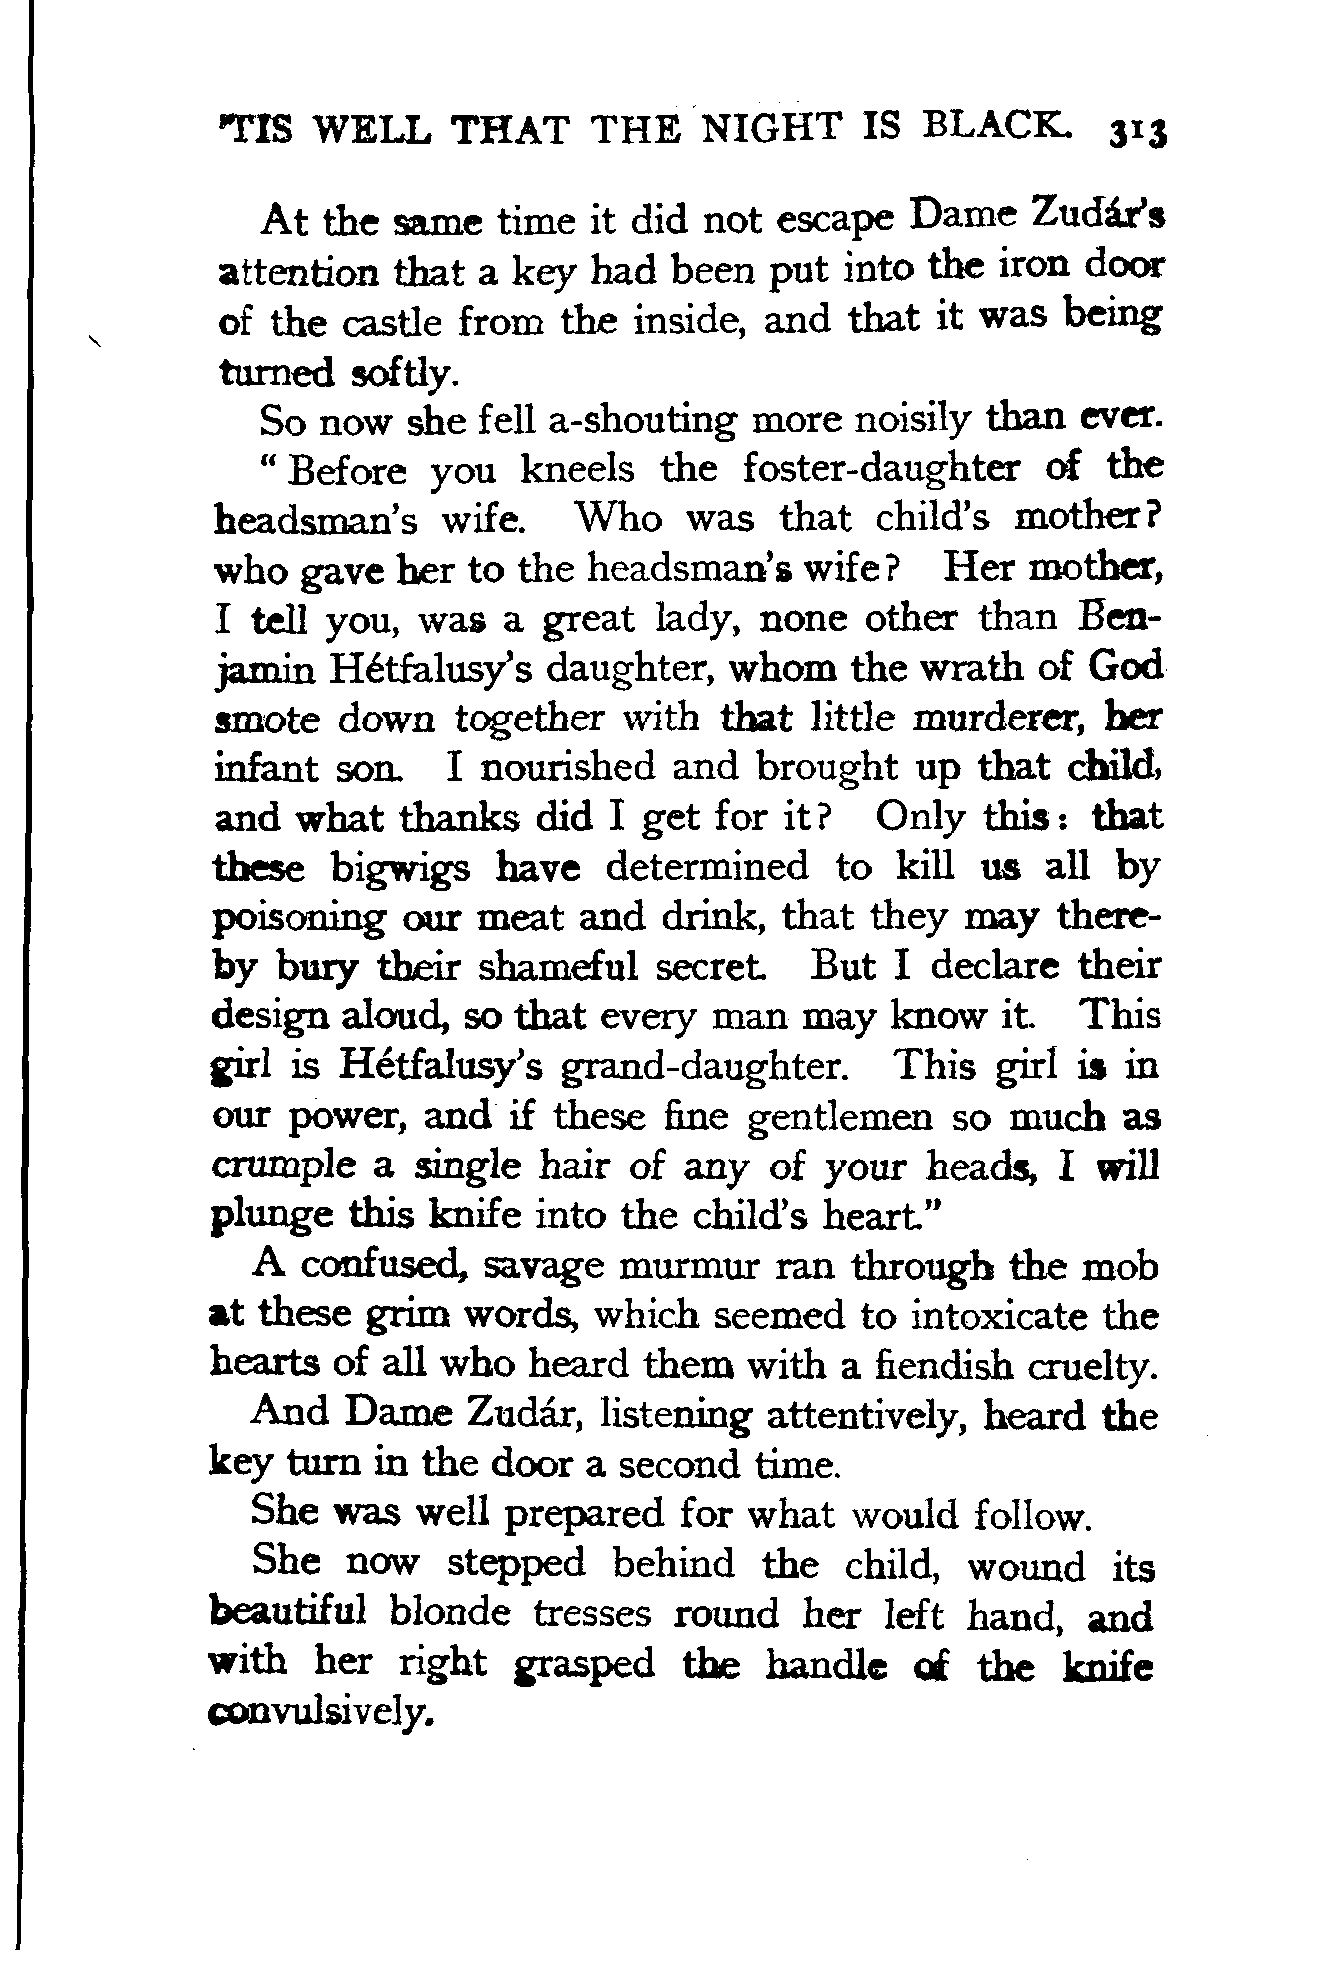 'TIS WELL THAT THE NIGHT IS BLACK. 313
At the same time it did not escape Dame Zudár's
attention that a key had been put into the iron door
of the castle from the inside, and that it was being
turned softly.
So now she fell a-shouting more noisily than ever.
“ Before you kneels the foster-daughter of the
headsman's wife. Who was that child's mother?
who gave her to the headsman's wife? Her mother,
I tell you, was a great lady, none other than Ben-
jamin Hétfalusy's daughter, whom the wrath of God
smote down together with that little murderer, her
infant son. I nourished and brought up that child,
and what thanks did I get for it? Only this: that
these bigwigs have determined to kill us all by
poisoning our meat and drink, that they may there-
by bury their shameful secret. But I declare their
design aloud, so that every man may know it. This
girl is Hétfalusy's grand-daughter. This girl is in
our power, and if these fine gentlemen so much as
crumple a single hair of any of your heads, I will
plunge this knife into the child's heart.”
A confused, savage murmur ran through the mob
at these grim words, which seemed to intoxicate the
hearts of all who heard them with a fiendish cruelty.
And Dame Zudár, listening attentively, heard the
key turn in the door a second time.
She was well prepared for what would follow.
She now stepped behind the child, wound its
beautiful blonde tresses round her left hand, and
with her right grasped the handle of the knife
convulsively.